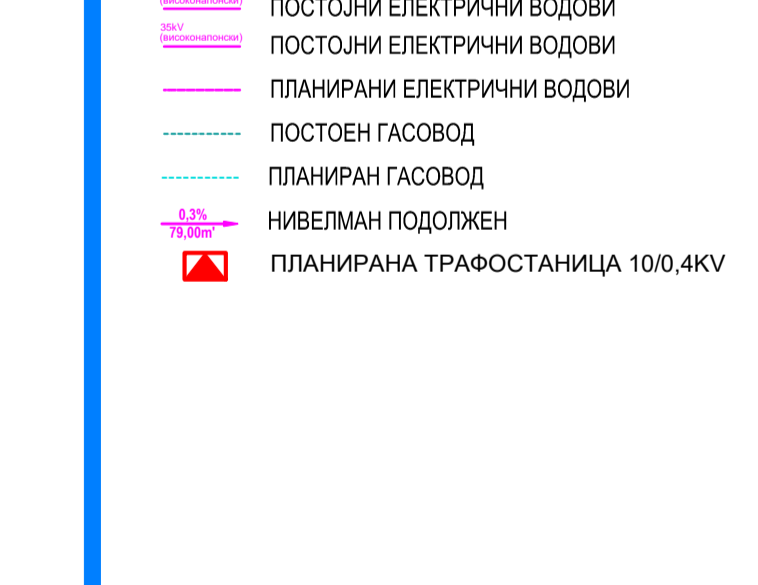 (високонапонски)
ПОСТОЈНИ ЕЛЕКТРИЧНИ ВОДОВИ
35kV
(високонапонски)
ПОСТОЈНИ ЕЛЕКТРИЧНИ ВОДОВИ
ПЛАНИРАНИ ЕЛЕКТРИЧНИ ВОДОВИ
ПОСТОЕН ГАСОВОД
ПЛАНИРАН ГАСОВОД
0,3%
79,00m'
НИВЕЛМАН ПОДОЛЖЕН
ПЛАНИРАНА ТРАФОСТАНИЦА 10/0,4KV